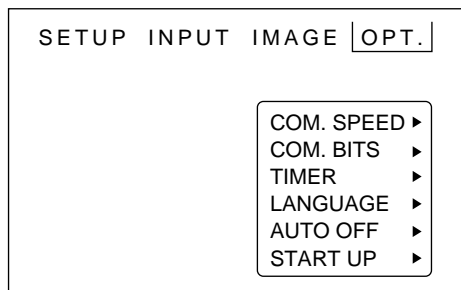 SETUP INPUT IMAGE OPT.
COM. SPEED ▶
COM. BITS ▶
TIMER ▶
LANGUAGE ▶
AUTO OFF ▶
START UP ▶